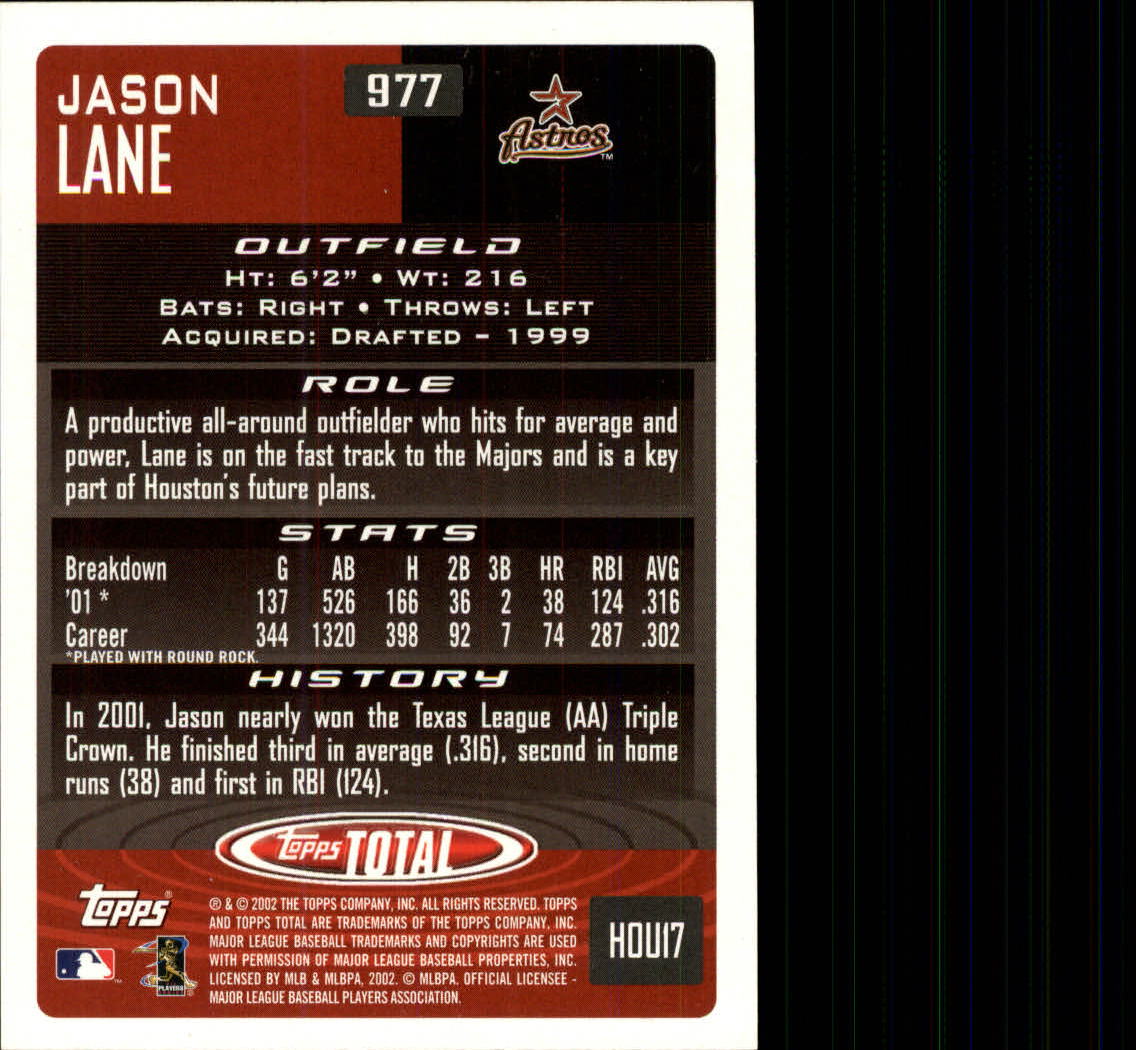 JASON
LANE
977
Astros™
OUTFIELD
HT: 6'2" • WT: 216
BATS: RIGHT • THROWS: LEFT
ACQUIRED: DRAFTED – 1999
ROLE
A productive all-around outfielder who hits for average and
power, Lane is on the fast track to the Majors and is a key
part of Houston's future plans.
STATS
Breakdown G AB H 2B 3B HR RBI AVG
'01 * 137 526 166 36 2 38 124 .316
Career 344 1320 398 92 7 74 287 .302
*PLAYED WITH ROUND ROCK.
HISTORY
In 2001, Jason nearly won the Texas League (AA) Triple
Crown. He finished third in average (.316), second in home
runs (38) and first in RBI (124).
Topps TOTAL
Topps®
® & © 2002 THE TOPPS COMPANY, INC. ALL RIGHTS RESERVED. TOPPS
AND TOPPS TOTAL ARE TRADEMARKS OF THE TOPPS COMPANY, INC.
MAJOR LEAGUE BASEBALL TRADEMARKS AND COPYRIGHTS ARE USED
WITH PERMISSION OF MAJOR LEAGUE BASEBALL PROPERTIES, INC.
LICENSED BY MLB & MLBPA, 2002. © MLBPA. OFFICIAL LICENSEE -
MAJOR LEAGUE BASEBALL PLAYERS ASSOCIATION.
HOU17
PLAYERS